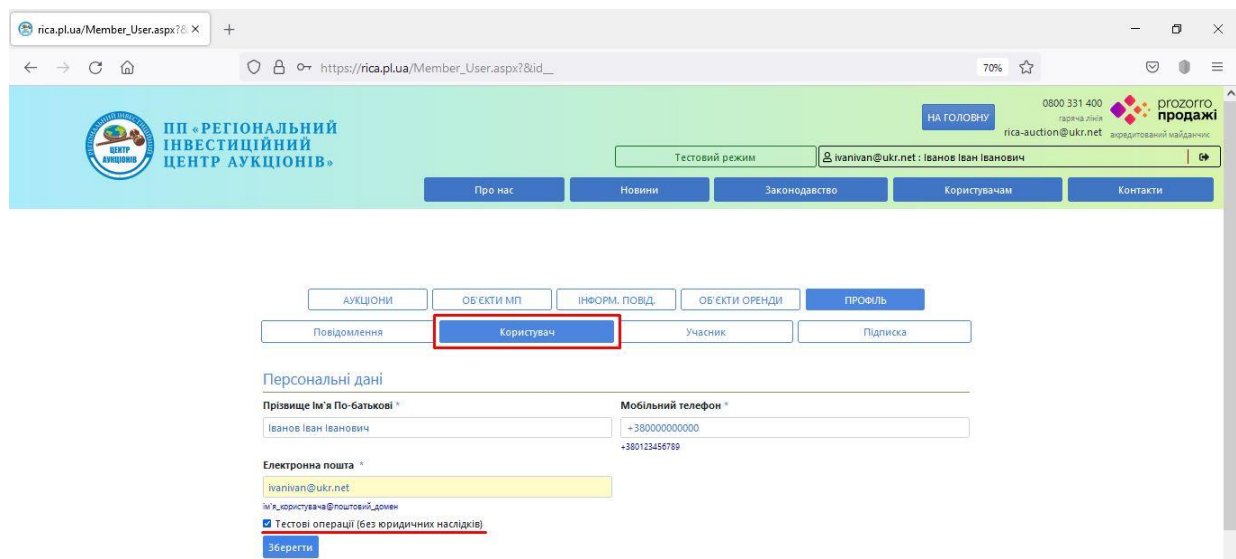 rica.pl.ua/Member_User.aspx?&
https://rica.pl.ua/Member_User.aspx?&id__
70%
ПП «РЕГІОНАЛЬНИЙ
ІНВЕСТИЦІЙНИЙ
ЦЕНТР АУКЦІОНІВ»
ЦЕНТР
АУКЦІОНІВ
НА ГОЛОВНУ
0800 331 400
гаряча лінія
rica-auction@ukr.net
prozorro
продажі
акредитований майданчик
Тестовий режим
ivanivan@ukr.net : Іванов Іван Іванович
Про нас
Новини
Законодавство
Користувачам
Контакти
АУКЦІОНИ
ОБ'ЄКТИ МП
ІНФОРМ. ПОВІД.
ОБ'ЄКТИ ОРЕНДИ
ПРОФІЛЬ
Повідомлення
Користувач
Учасник
Підписка
Персональні дані
Прізвище Ім'я По-батькові *
Мобільний телефон *
Іванов Іван Іванович
+380000000000
+380123456789
Електронна пошта *
ivanivan@ukr.net
ім'я_користувача@поштовий_домен
Тестові операції (без юридичних наслідків)
Зберегти